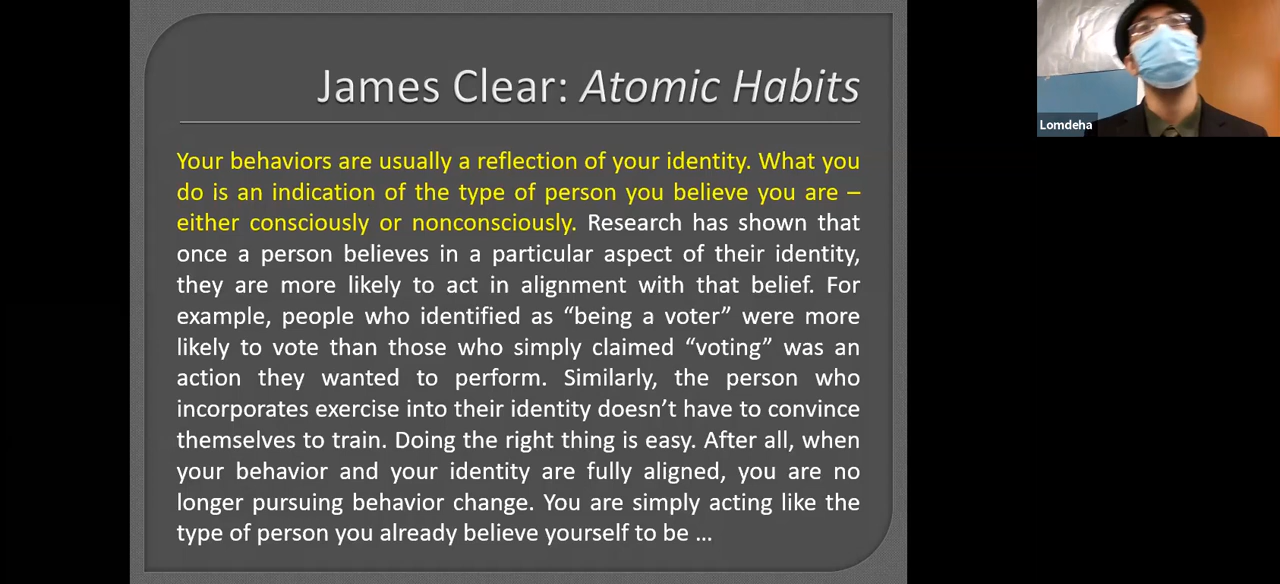 James Clear: Atomic Habits
Your behaviors are usually a reflection of your identity. What you
do is an indication of the type of person you believe you are –
either consciously or nonconsciously. Research has shown that
once a person believes in a particular aspect of their identity,
they are more likely to act in alignment with that belief. For
example, people who identified as “being a voter” were more
likely to vote than those who simply claimed “voting” was an
action they wanted to perform. Similarly, the person who
incorporates exercise into their identity doesn’t have to convince
themselves to train. Doing the right thing is easy. After all, when
your behavior and your identity are fully aligned, you are no
longer pursuing behavior change. You are simply acting like the
type of person you already believe yourself to be …
Lomdeha